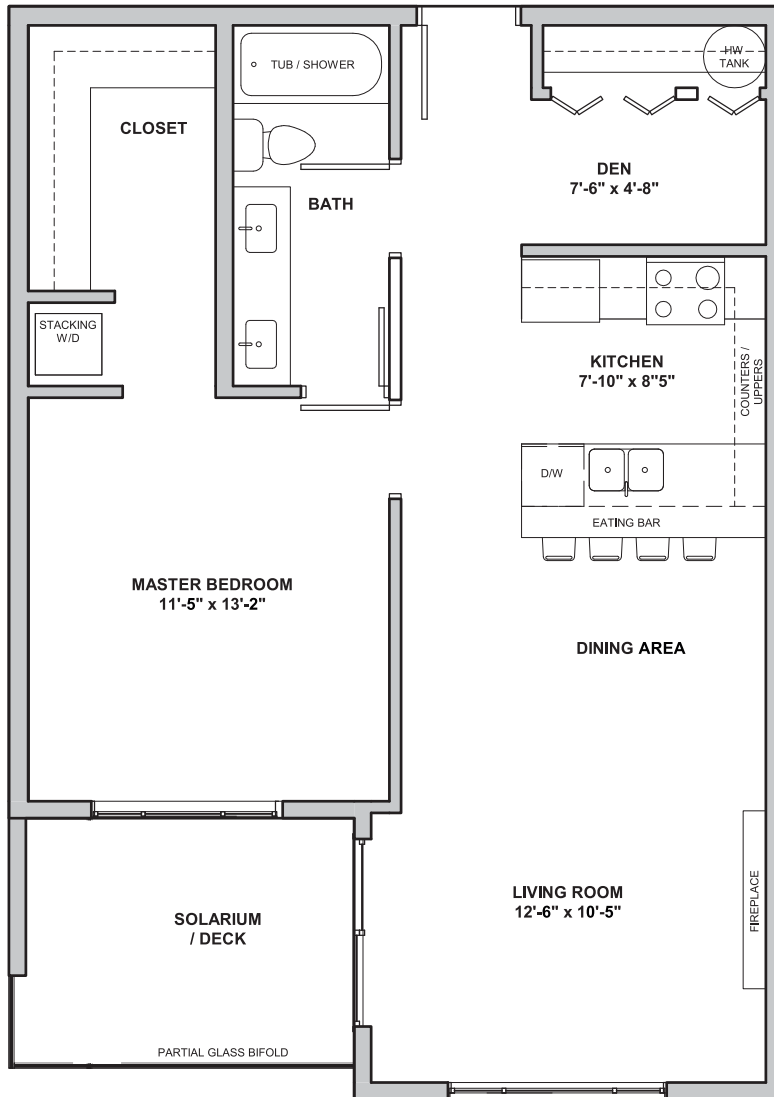 TUB / SHOWER
HW
TANK
CLOSET
DEN
7'-6" x 4'-8"
BATH
STACKING
W/D
KITCHEN
7'-10" x 8"5"
COUNTERS /
UPPERS
D/W
EATING BAR
MASTER BEDROOM
11'-5" x 13'-2"
DINING AREA
LIVING ROOM
12'-6" x 10'-5"
FIREPLACE
SOLARIUM
/ DECK
PARTIAL GLASS BIFOLD